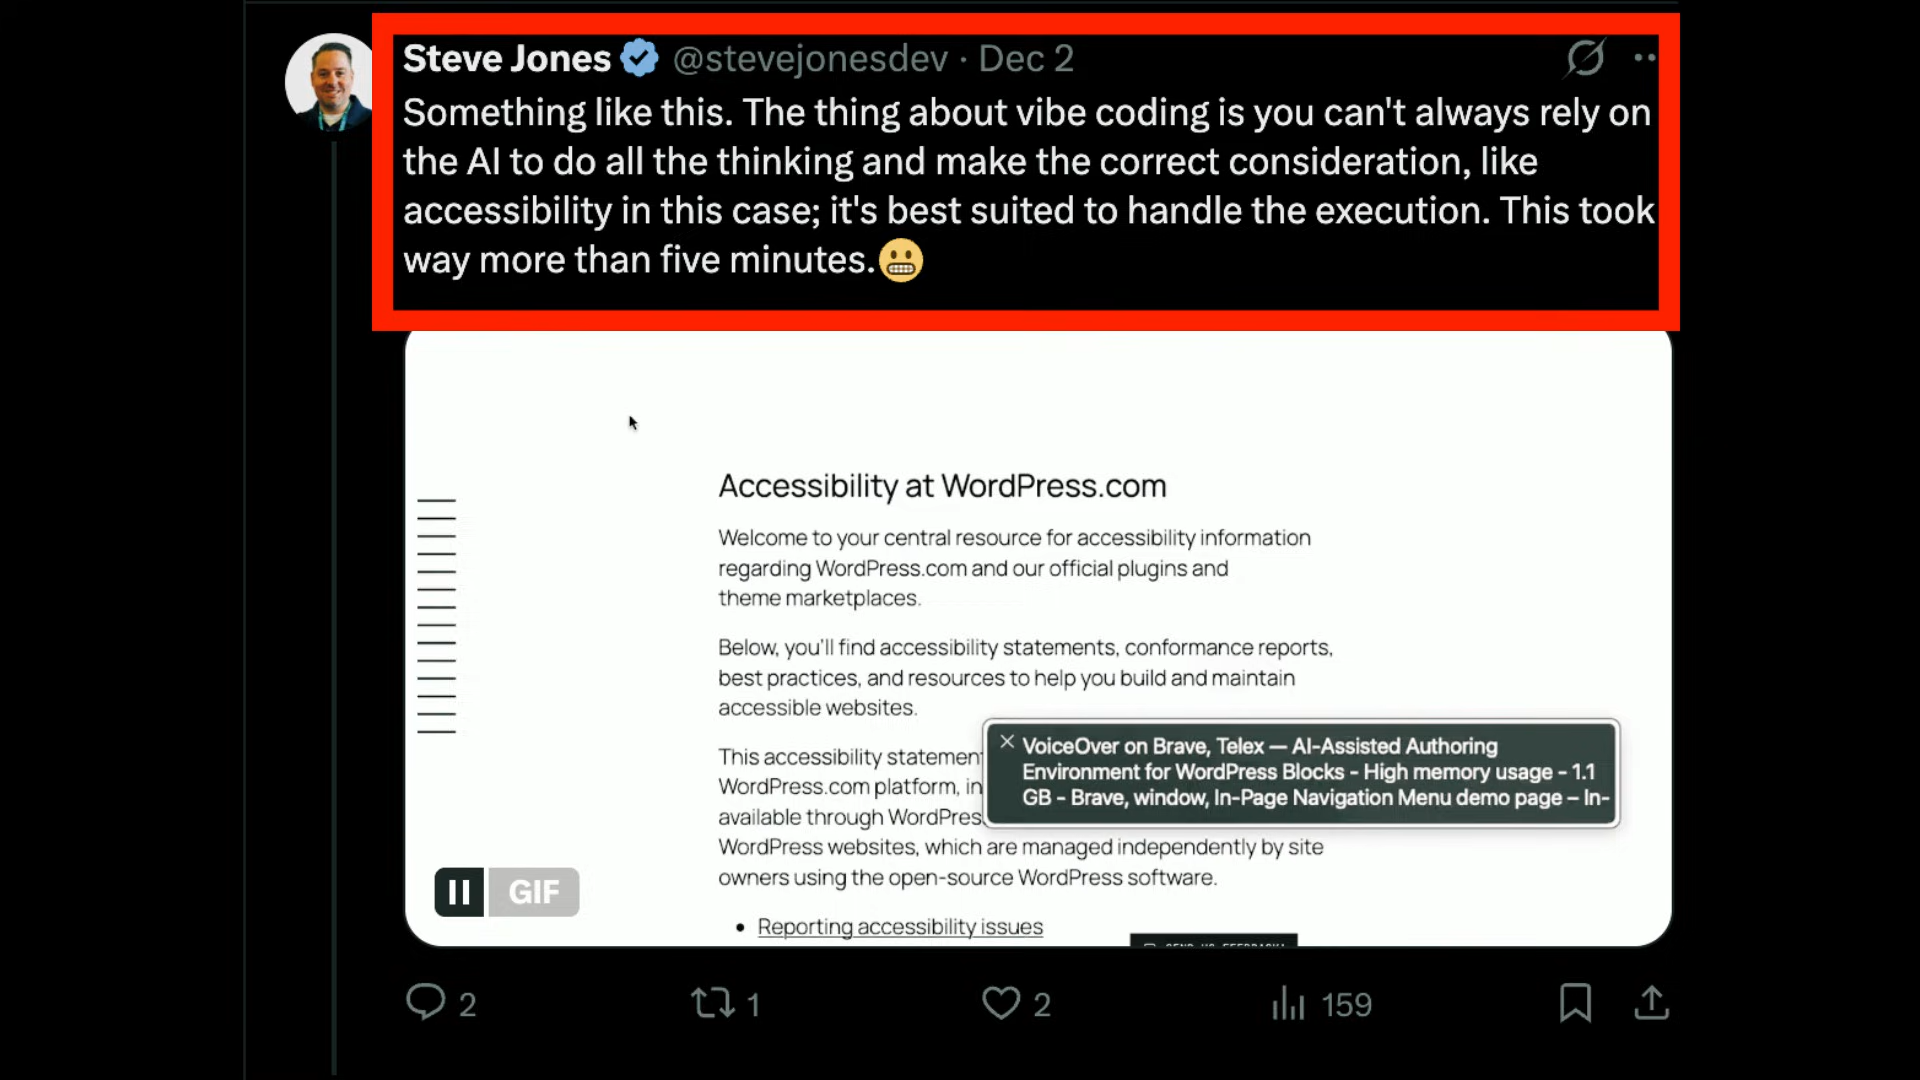 Steve Jones @stevejonesdev · Dec 2
Something like this. The thing about vibe coding is you can't always rely on
the AI to do all the thinking and make the correct consideration, like
accessibility in this case; it's best suited to handle the execution. This took
way more than five minutes.😬
Accessibility at WordPress.com
Welcome to your central resource for accessibility information
regarding WordPress.com and our official plugins and
theme marketplaces.
Below, you'll find accessibility statements, conformance reports,
best practices, and resources to help you build and maintain
accessible websites.
This accessibility statement
WordPress.com platform, in
available through WordPres
WordPress websites, which are managed independently by site
owners using the open-source WordPress software.
• Reporting accessibility issues
VoiceOver on Brave, Telex — AI-Assisted Authoring
Environment for WordPress Blocks - High memory usage - 1.1
GB - Brave, window, In-Page Navigation Menu demo page – In-
GIF
2
1
2
159